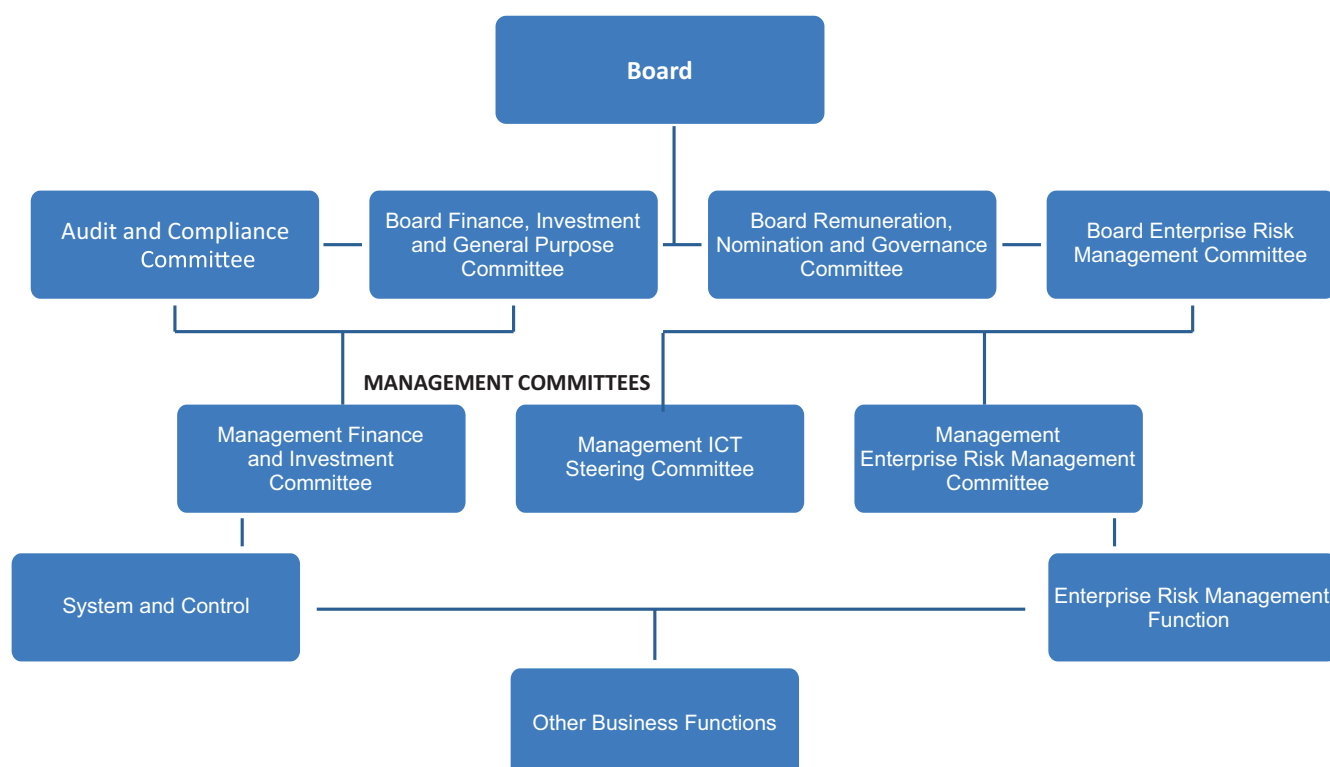 Board
Audit and Compliance
Committee
Board Finance, Investment
and General Purpose
Committee
Board Remuneration,
Nomination and Governance
Committee
Board Enterprise Risk
Management Committee
MANAGEMENT COMMITTEES
Management Finance
and Investment
Committee
Management ICT
Steering Committee
Management
Enterprise Risk Management
Committee
System and Control
Enterprise Risk Management
Function
Other Business Functions